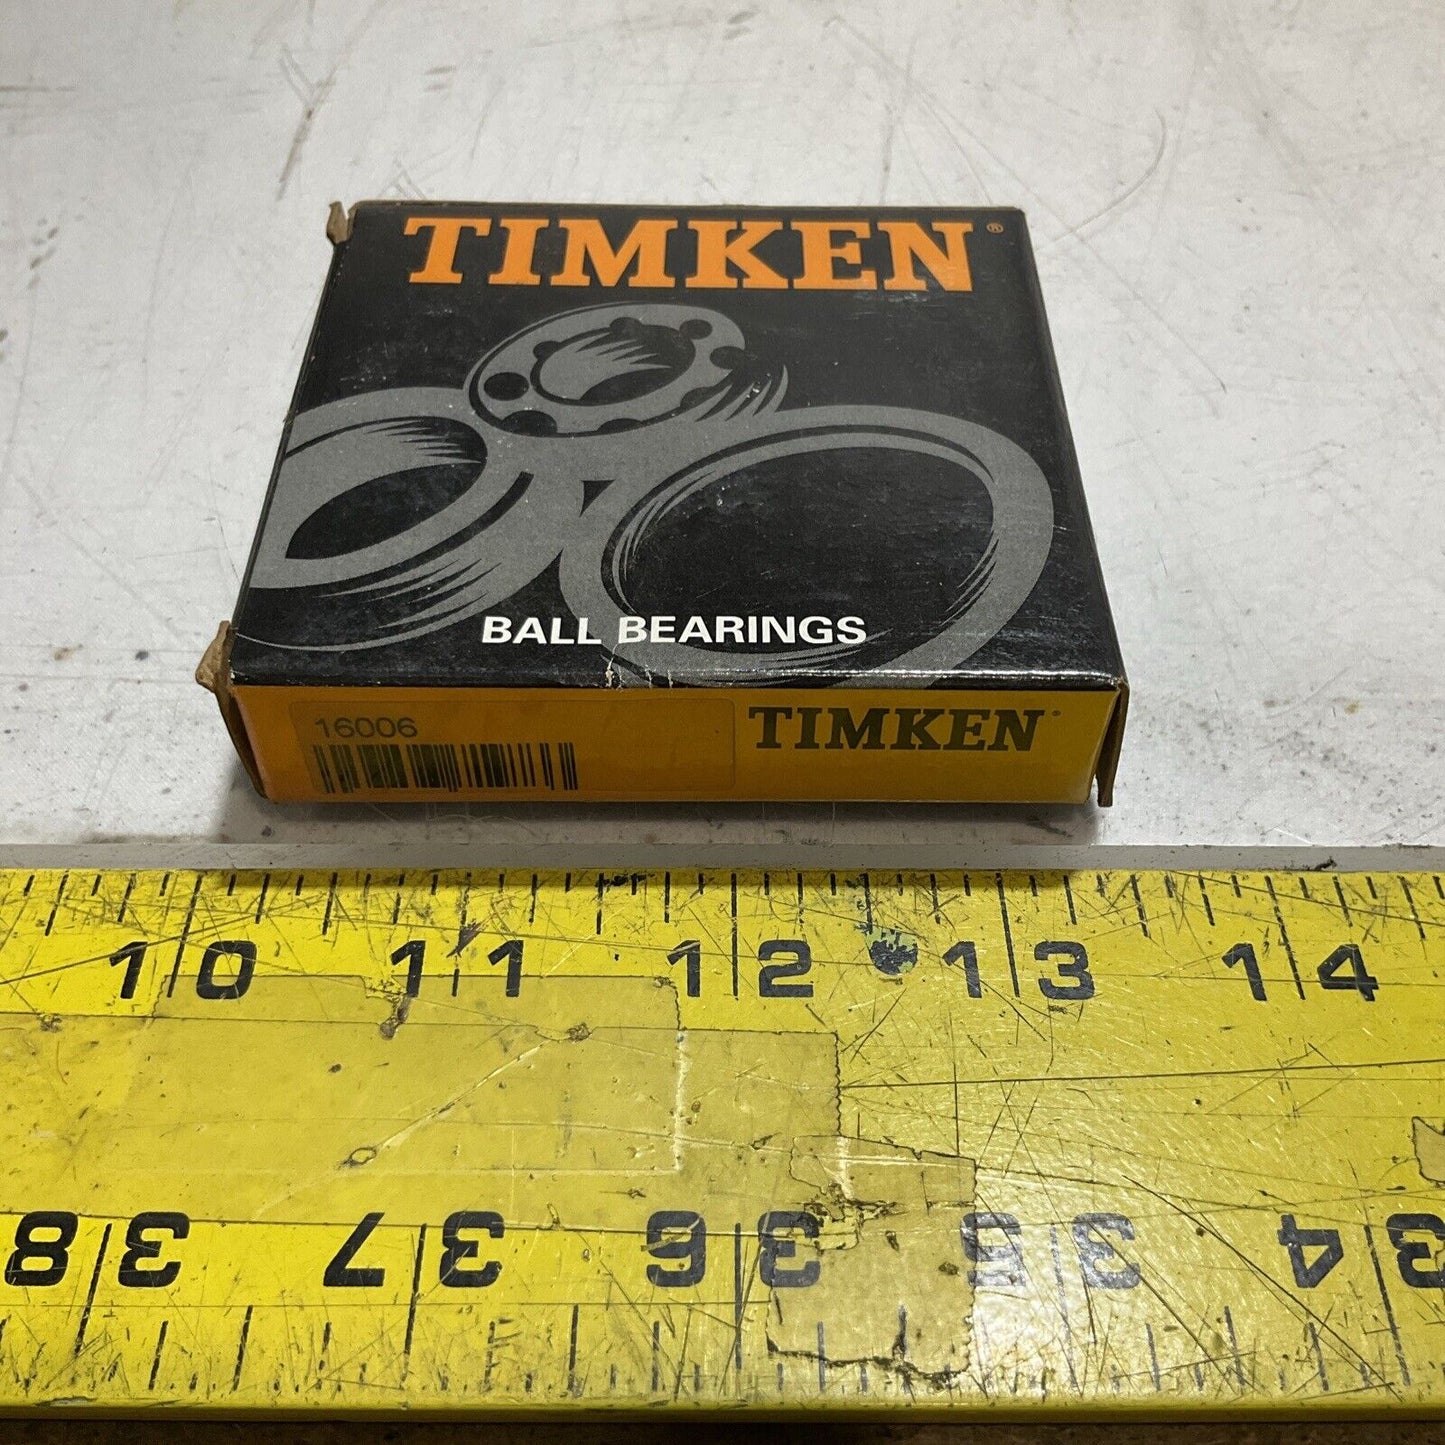 TIMKEN®
BALL BEARINGS
16006
TIMKEN
10 11 12 13 14
38 37 36 35 34